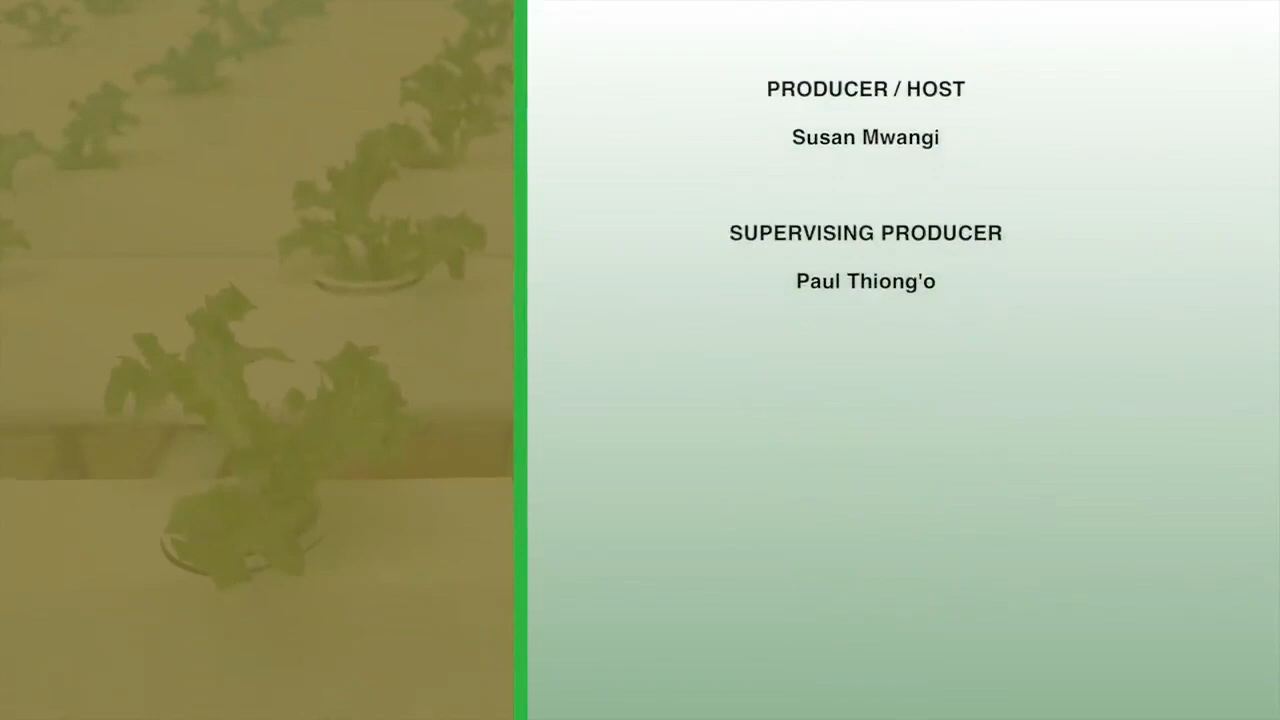 PRODUCER / HOST
Susan Mwangi
SUPERVISING PRODUCER
Paul Thiong'o